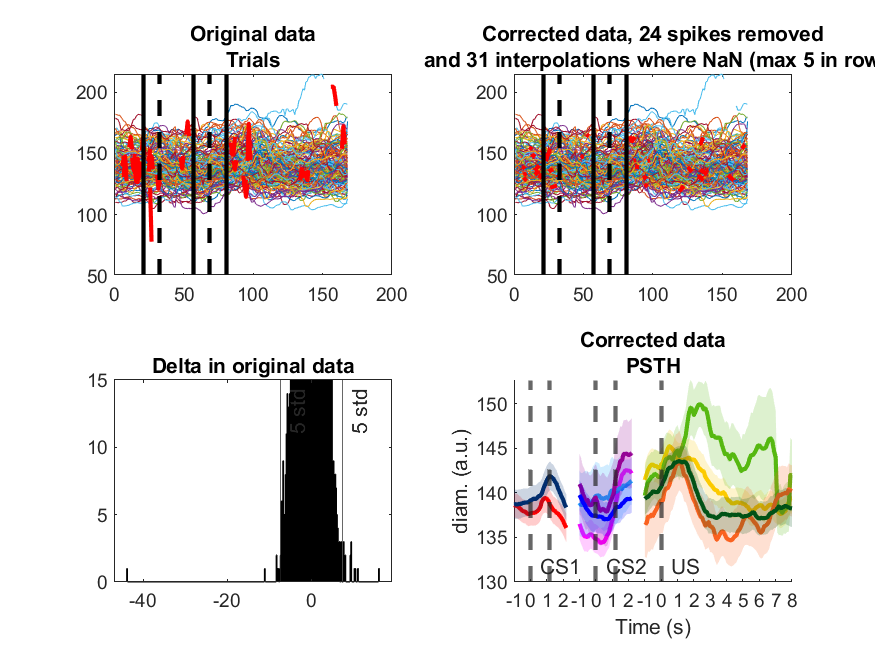 Original data
Trials
200
150
100
50
0 50 100 150 200
Corrected data, 24 spikes removed
and 31 interpolations where NaN (max 5 in row
200
150
100
50
0 50 100 150 200
Delta in original data
15
10
5
0
5 std
5 std
-40 -20 0
Corrected data
PSTH
diam. (a.u.)
150
145
140
135
130
CS1 CS2 US
-1 0 1 2 -1 0 1 2 -1 0 1 2 3 4 5 6 7 8
Time (s)